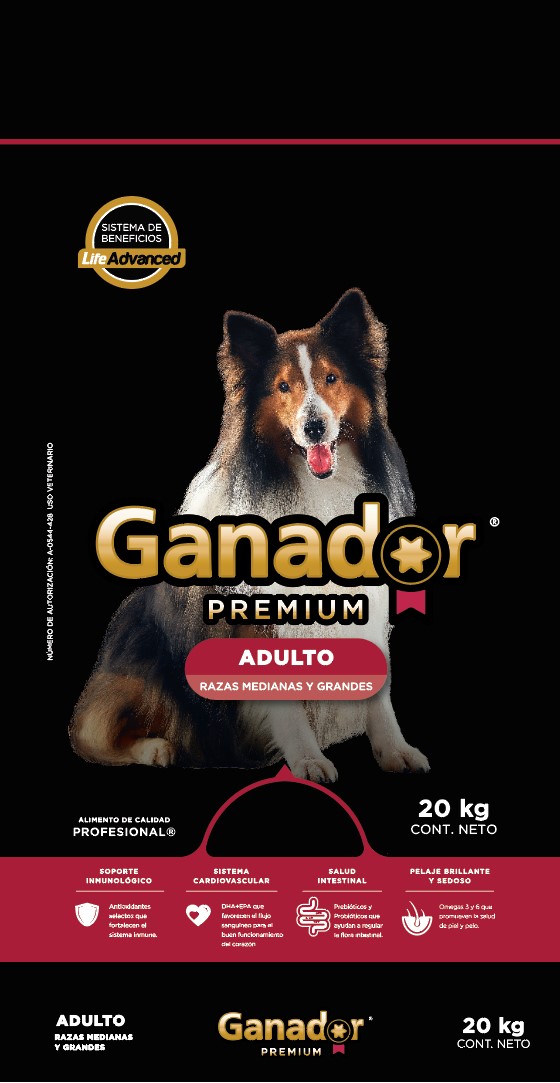 SISTEMA DE
BENEFICIOS
LifeAdvanced
NÚMERO DE AUTORIZACIÓN: A-0544-428 USO VETERINARIO
Ganador®
PREMIUM
ADULTO
RAZAS MEDIANAS Y GRANDES
ALIMENTO DE CALIDAD
PROFESIONAL®
20 kg
CONT. NETO
SOPORTE
INMUNOLÓGICO
Antioxidantes
selectos que
fortalecen el
sistema inmune.
SISTEMA
CARDIOVASCULAR
DHA+EPA que
favorecen el flujo
sanguíneo para el
buen funcionamiento
del corazón
SALUD
INTESTINAL
Prebióticos y
Probióticos que
ayudan a regular
la flora intestinal.
PELAJE BRILLANTE
Y SEDOSO
Omegas 3 y 6 que
promueven la salud
de piel y pelo.
ADULTO
RAZAS MEDIANAS
Y GRANDES
Ganador®
PREMIUM
20 kg
CONT. NETO